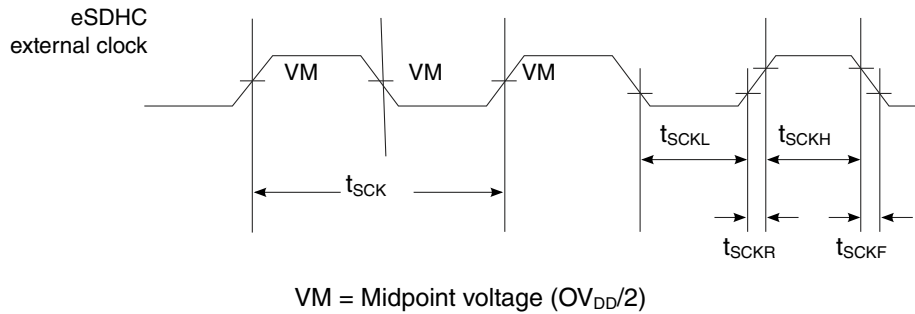 eSDHC
external clock
VM VM VM
tSCKL tSCKH
tSCK
tSCKR tSCKF
VM = Midpoint voltage (OVDD/2)